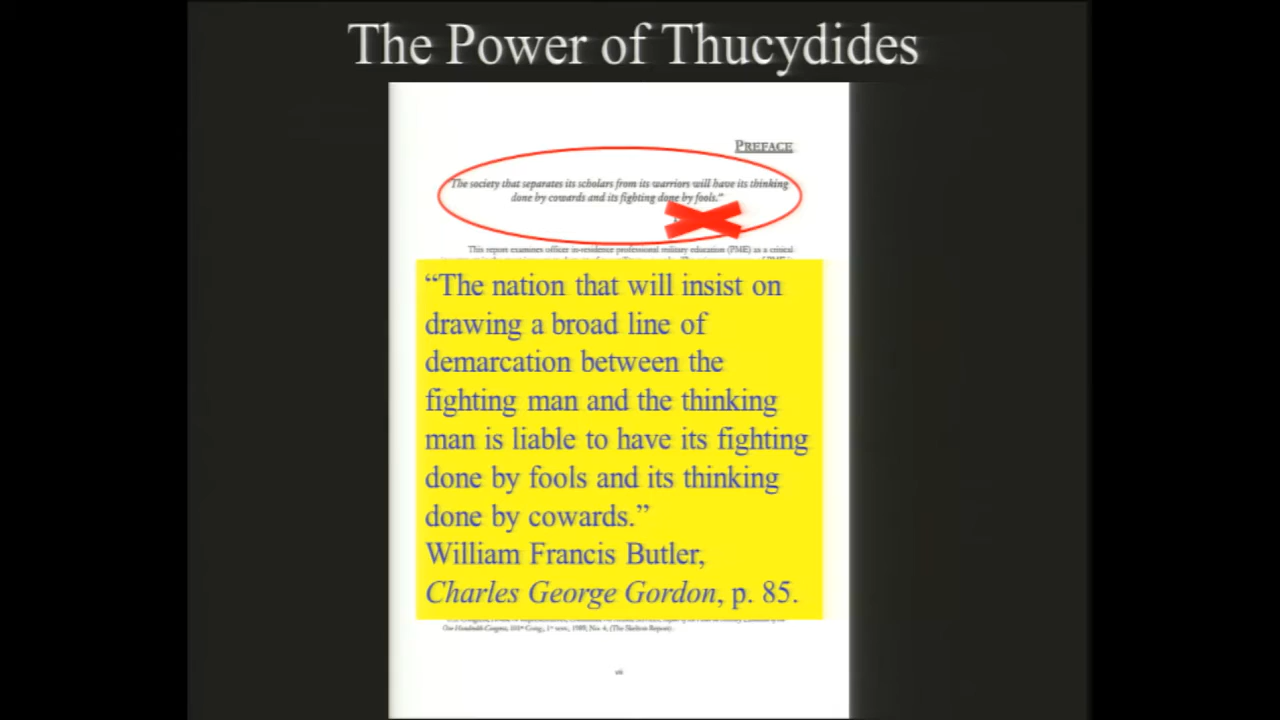 The Power of Thucydides
PREFACE
The society that separates its scholars from its warriors will have its thinking
done by cowards and its fighting done by fools."
This report examines officer in-residence professional military education (PME) as a critical
“The nation that will insist on
drawing a broad line of
demarcation between the
fighting man and the thinking
man is liable to have its fighting
done by fools and its thinking
done by cowards.”
William Francis Butler,
Charles George Gordon, p. 85.